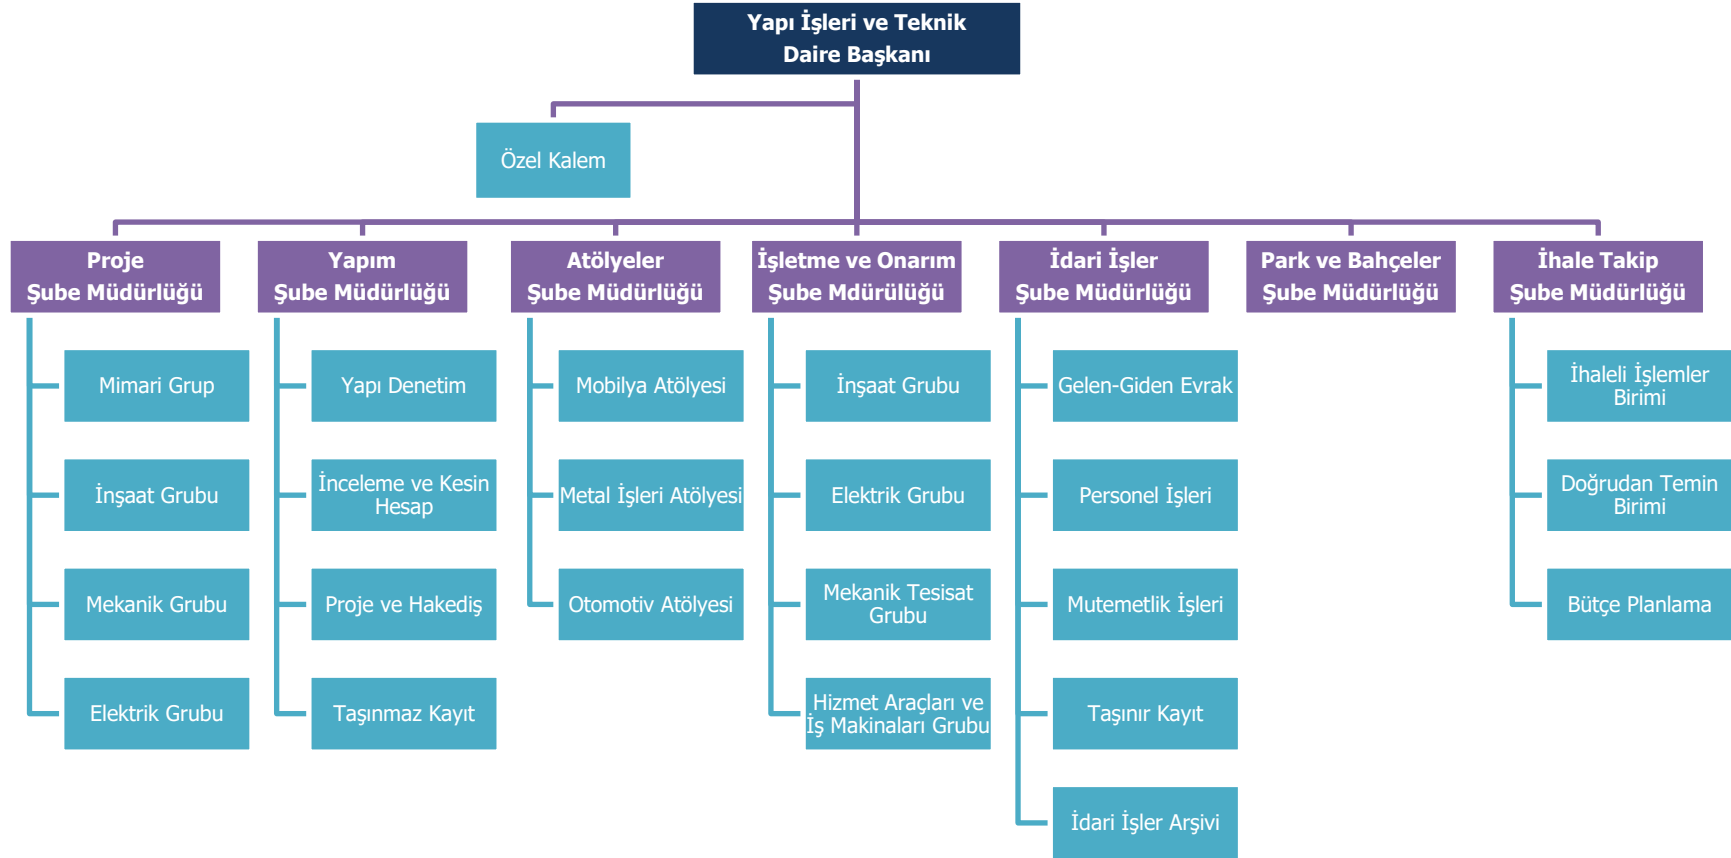 Yapı İşleri ve Teknik
Daire Başkanı
Özel Kalem
Proje
Şube Müdürlüğü
Yapım
Şube Müdürlüğü
Atölyeler
Şube Müdürlüğü
İşletme ve Onarım
Şube Mdürülüğü
İdari İşler
Şube Müdürlüğü
Park ve Bahçeler
Şube Müdürlüğü
İhale Takip
Şube Müdürlüğü
Mimari Grup
İnşaat Grubu
Mekanik Grubu
Elektrik Grubu
Yapı Denetim
İnceleme ve Kesin
Hesap
Proje ve Hakediş
Taşınmaz Kayıt
Mobilya Atölyesi
Metal İşleri Atölyesi
Otomotiv Atölyesi
İnşaat Grubu
Elektrik Grubu
Mekanik Tesisat
Grubu
Hizmet Araçları ve
İş Makinaları Grubu
Gelen-Giden Evrak
Personel İşleri
Mutemetlik İşleri
Taşınır Kayıt
İdari İşler Arşivi
İhaleli İşlemler
Birimi
Doğrudan Temin
Birimi
Bütçe Planlama